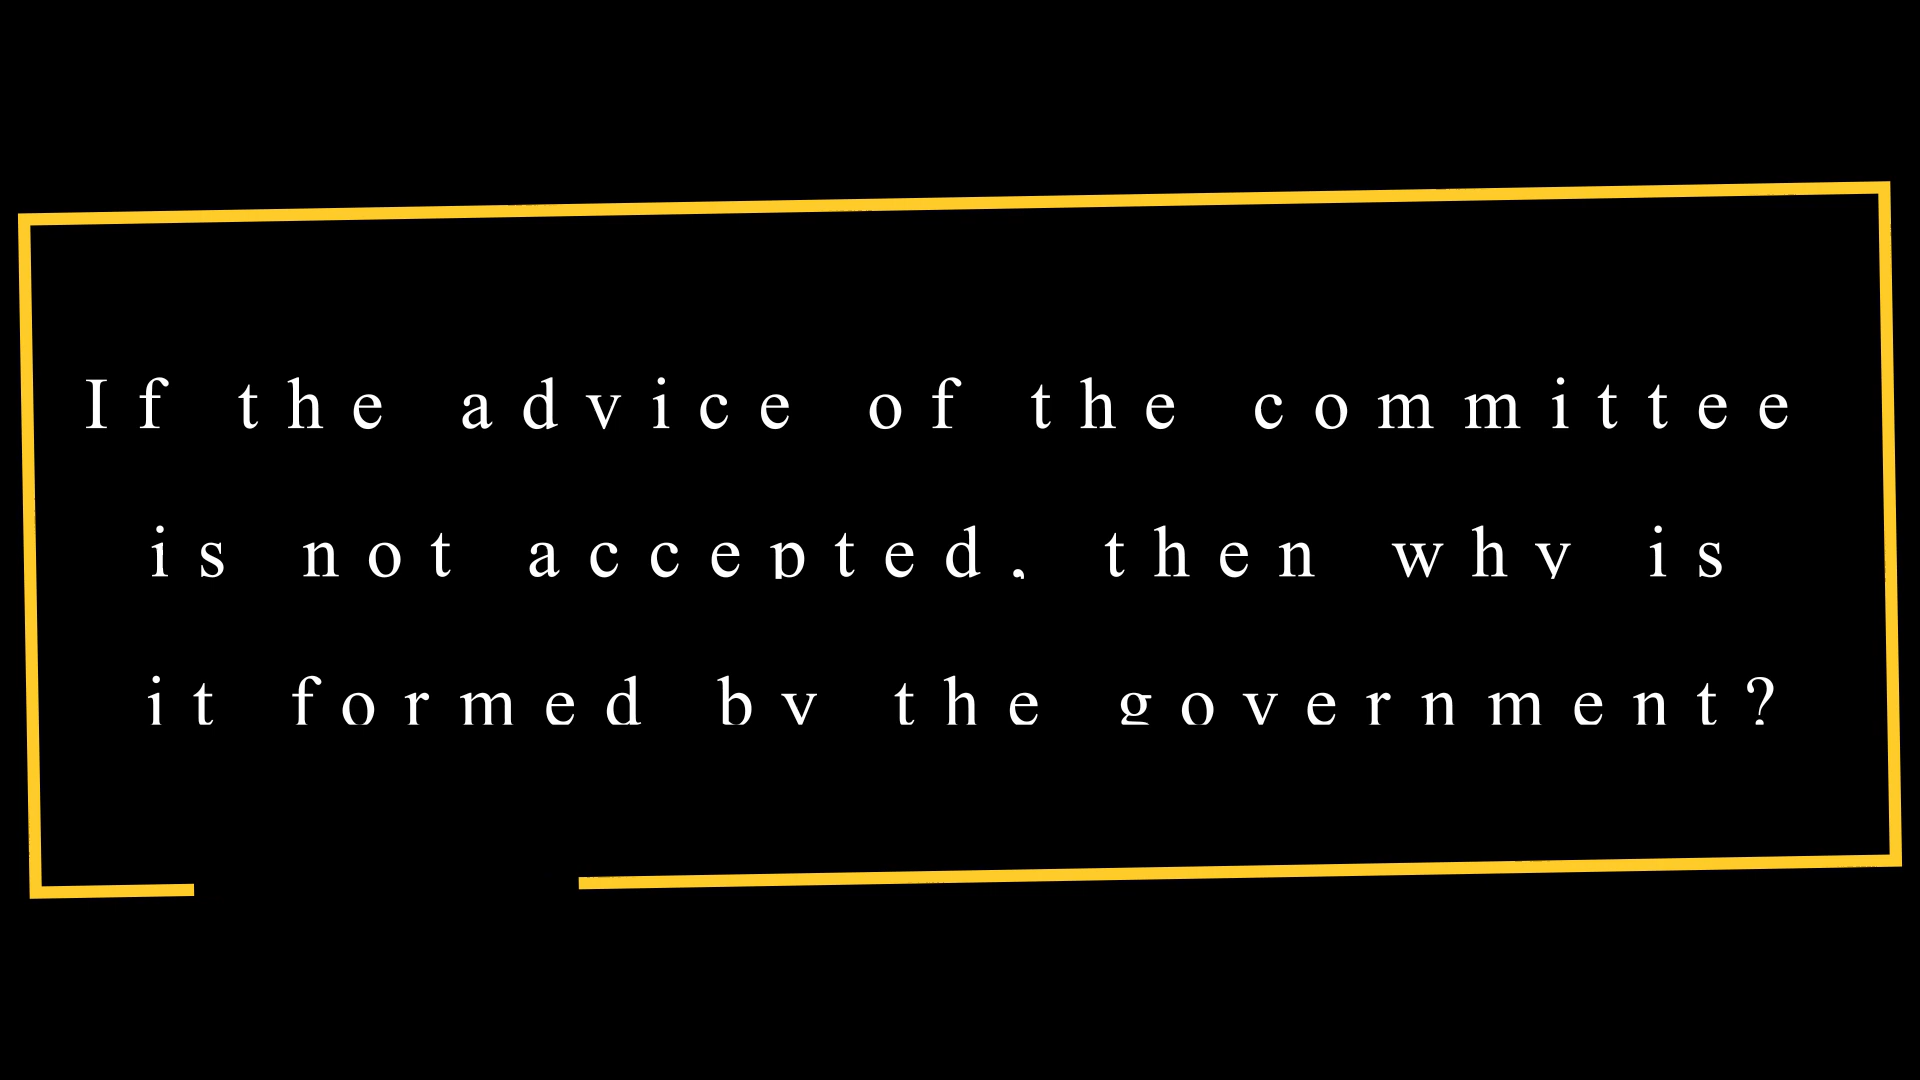 If the advice of the committee
is not accepted, then why is
it formed by the government?